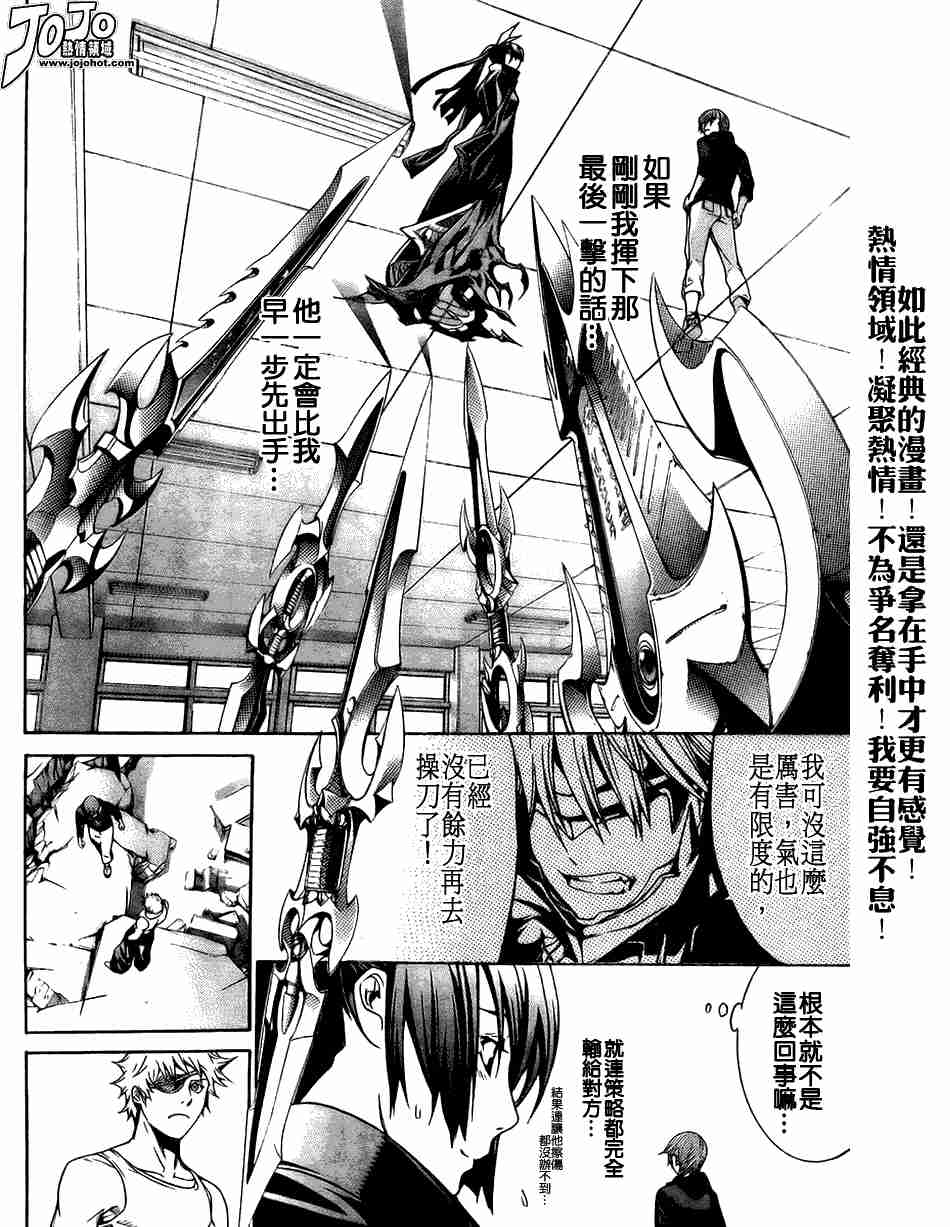 JOJO
熱情領域
www.jojohot.com
如此經典的漫畫！還是拿在手中才更有感覺！
熱情領域！凝聚熱情！不為爭名奪利！我要自強不息！
如果
剛剛我揮下那
最後一擊的話…
他一定會比我
早一步先出手…
我可沒這麼
厲害，氣也
是有限度的，
已經
沒有餘力再去
操刀了！
根本就不是
這麼回事嘛…
就連策略都完全
輸給對方…
結果連讓他擦傷
都沒辦不到…